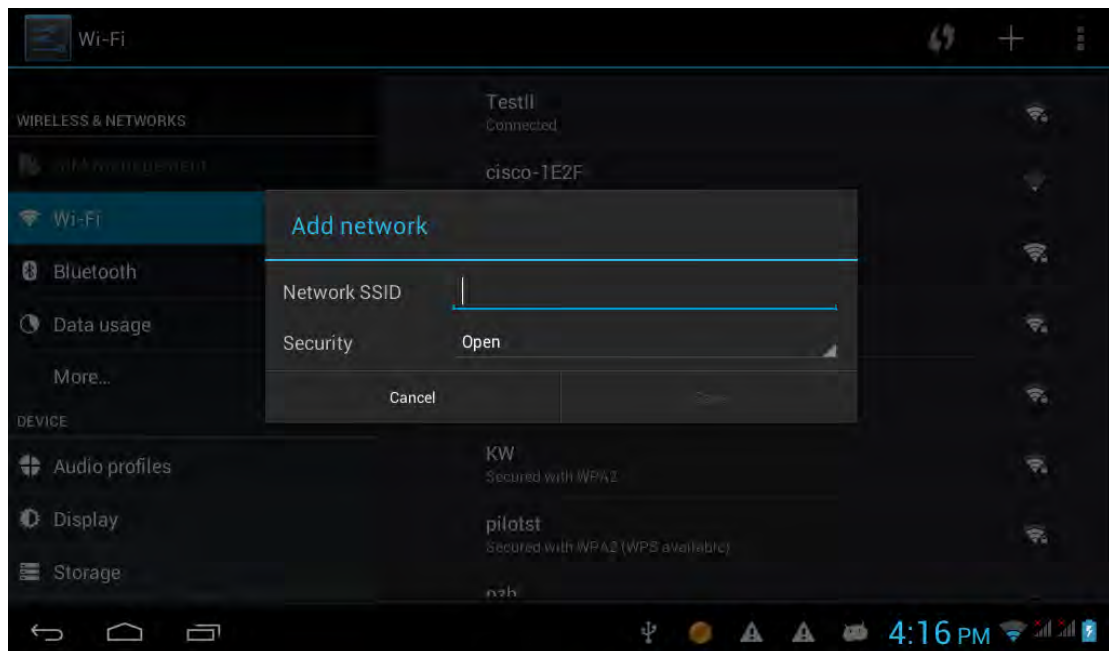 Wi-Fi
WIRELESS & NETWORKS
Wi-Fi
Bluetooth
Data usage
More...
DEVICE
Audio profiles
Display
Storage
TestII
Connected
cisco-1E2F
Add network
Network SSID
Security Open
Cancel
KW
Secured with WPA2
pilotst
Secured with WPA2 (WPS available)
4:16 PM